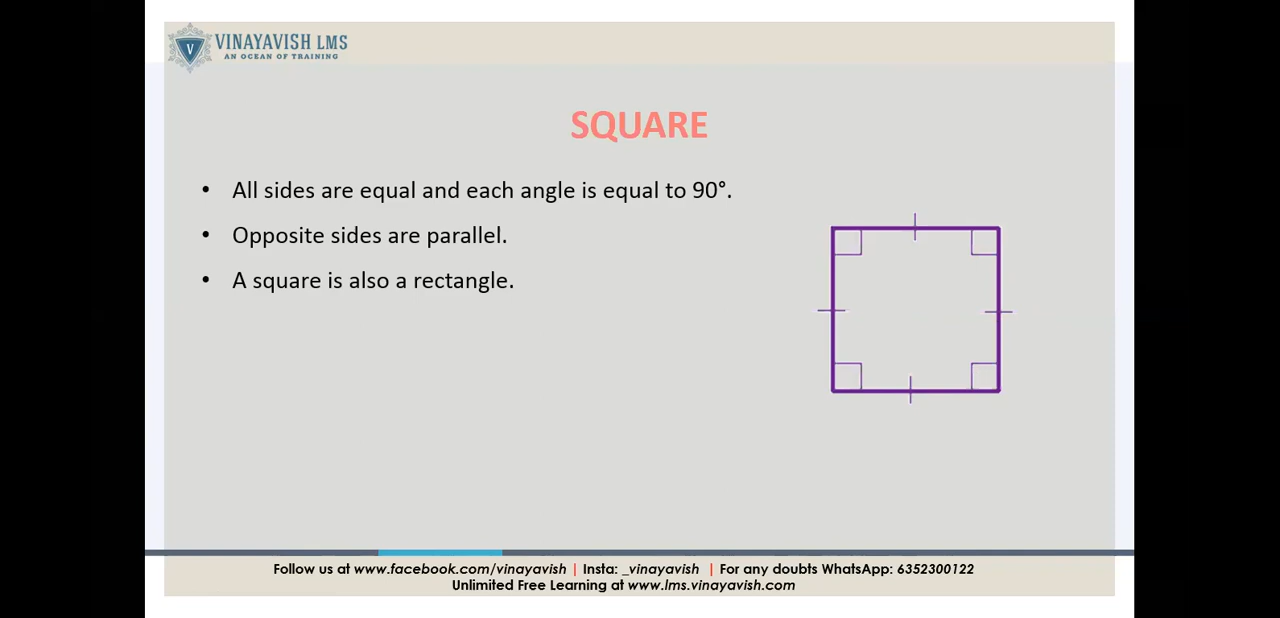 VINAYAVISH LMS
AN OCEAN OF TRAINING
V
SQUARE
• All sides are equal and each angle is equal to 90°.
• Opposite sides are parallel.
• A square is also a rectangle.
Follow us at www.facebook.com/vinayavish | Insta: _vinayavish | For any doubts WhatsApp: 6352300122
Unlimited Free Learning at www.lms.vinayavish.com